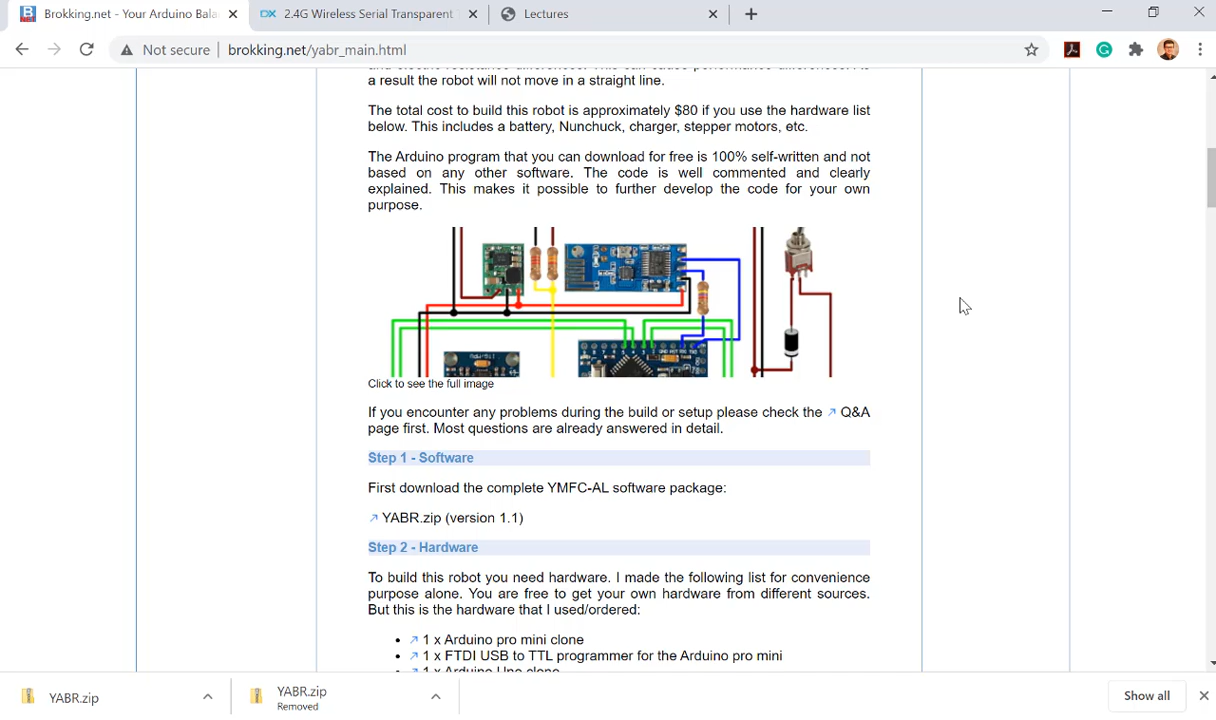 Brokking.net - Your Arduino Bala
2.4G Wireless Serial Transparent
Lectures
Not secure | brokking.net/yabr_main.html
a result the robot will not move in a straight line.
The total cost to build this robot is approximately $80 if you use the hardware list
below. This includes a battery, Nunchuck, charger, stepper motors, etc.
The Arduino program that you can download for free is 100% self-written and not
based on any other software. The code is well commented and clearly
explained. This makes it possible to further develop the code for your own
purpose.
Click to see the full image
If you encounter any problems during the build or setup please check the Q&A
page first. Most questions are already answered in detail.
Step 1 - Software
First download the complete YMFC-AL software package:
YABR.zip (version 1.1)
Step 2 - Hardware
To build this robot you need hardware. I made the following list for convenience
purpose alone. You are free to get your own hardware from different sources.
But this is the hardware that I used/ordered:
• 1 x Arduino pro mini clone
• 1 x FTDI USB to TTL programmer for the Arduino pro mini
1 x Arduino Uno clone
YABR.zip
YABR.zip
Removed
Show all